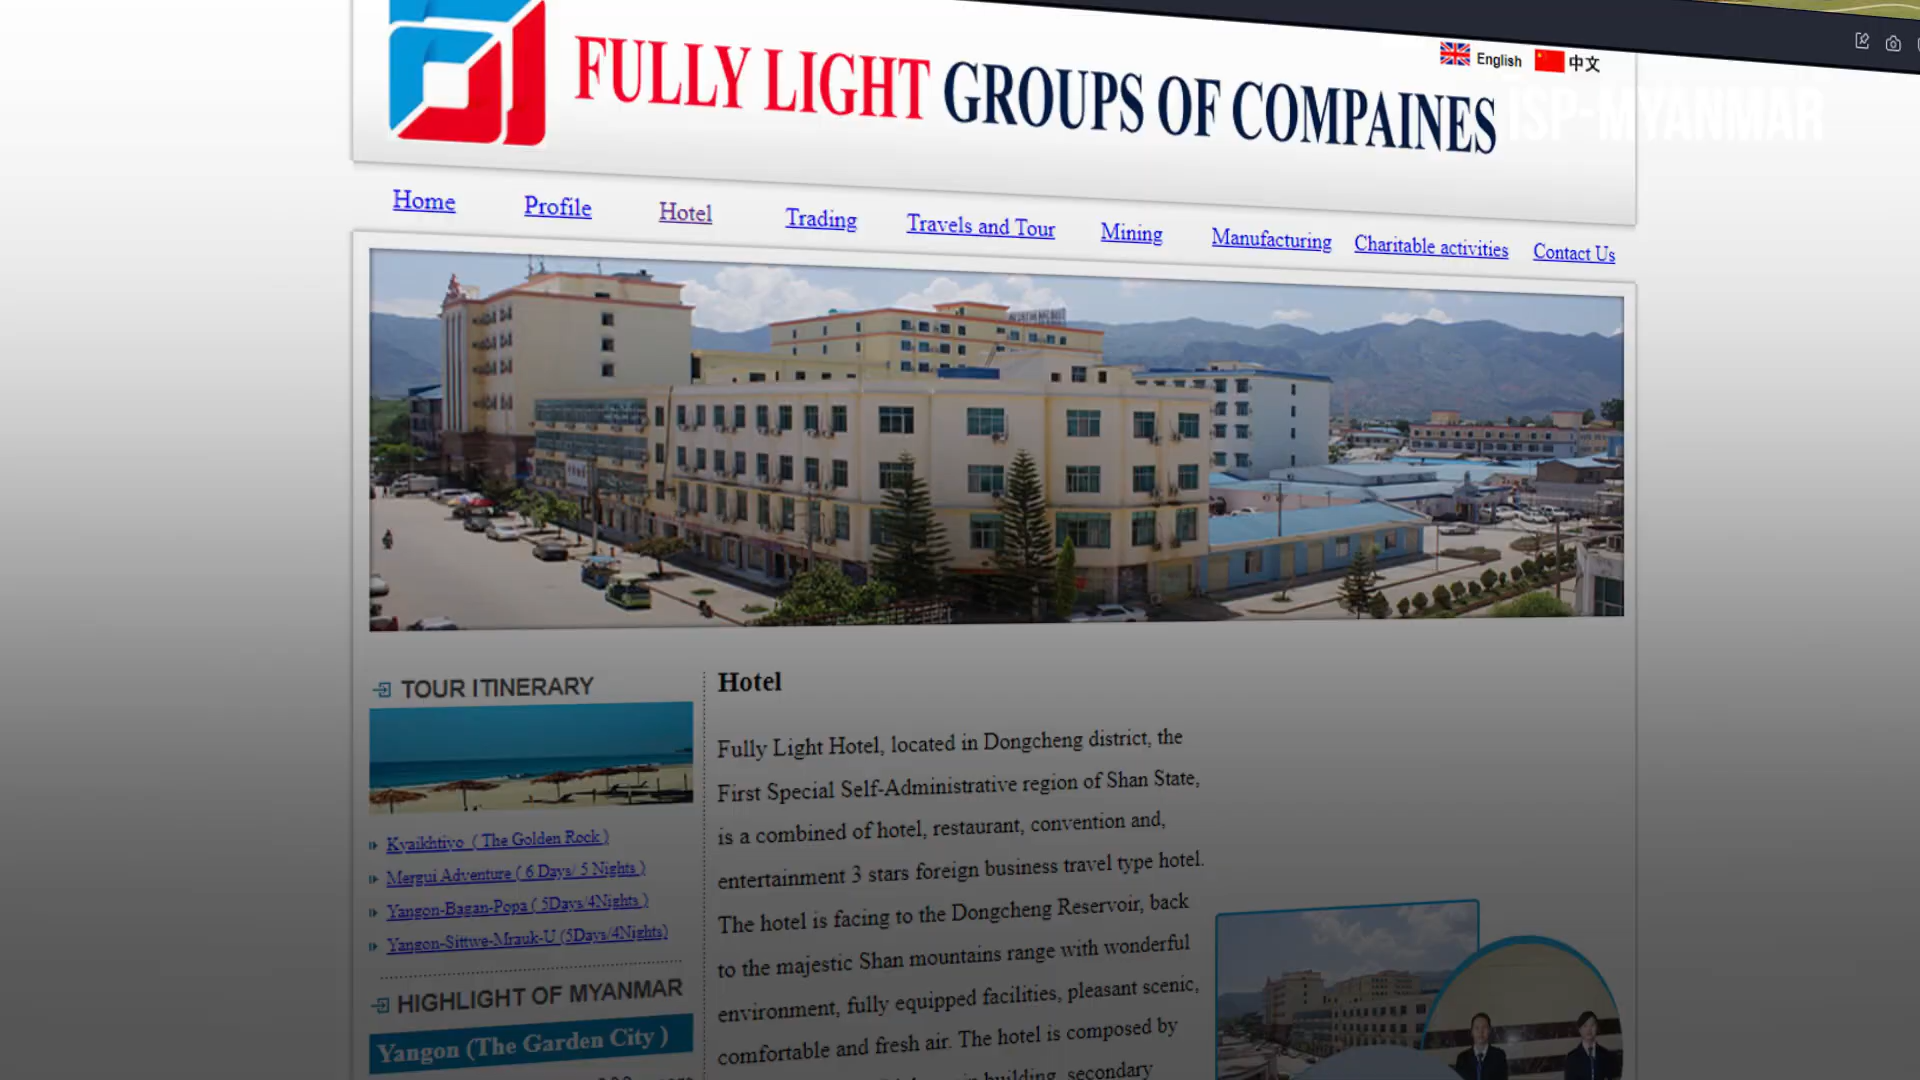 FULLY LIGHT GROUPS OF COMPAINES
English 中文
ISP-MYANMAR
Home Profile Hotel Trading Travels and Tour Mining Manufacturing Charitable activities Contact Us
TOUR ITINERARY
Kyaikhtiyo ( The Golden Rock )
Mergui Adventure ( 6 Days/ 5 Nights )
Yangon-Bagan-Popa ( 5Days/4Nights )
Yangon-Sittwe-Mrauk-U (5Days/4Nights)
HIGHLIGHT OF MYANMAR
Yangon (The Garden City )
Hotel
Fully Light Hotel, located in Dongcheng district, the
First Special Self-Administrative region of Shan State,
is a combined of hotel, restaurant, convention and,
entertainment 3 stars foreign business travel type hotel.
The hotel is facing to the Dongcheng Reservoir, back
to the majestic Shan mountains range with wonderful
environment, fully equipped facilities, pleasant scenic,
comfortable and fresh air. The hotel is composed by
building, secondary